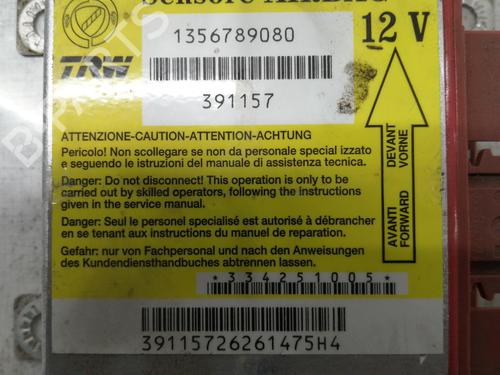 Sensore AIRBAG
1356789080
12 V
TRW
391157
ATTENZIONE-CAUTION-ATTENTION-ACHTUNG
Pericolo! Non scollegare se non da personale special izzato
e seguendo le istruzioni del manuale di assistenza tecnica.
Danger: Do not disconnect! This operation is only to be
carried out by skilled operators, following the instructions
given in the service manual.
Danger: Seul le personel specialisé est autorisé à débrancher
en se tenant aux instructions du manuel de reparation.
Gefahr: nur von Fachpersonal und nach den Anweisungen
des Kundendiensthandbuches abtrennen lassen.
AVANTI DEVANT
FORWARD VORNE
*334251005*
39115726261475H4